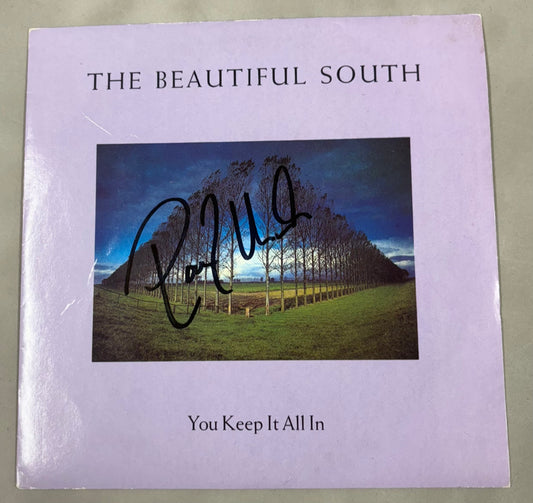 THE BEAUTIFUL SOUTH
You Keep It All In